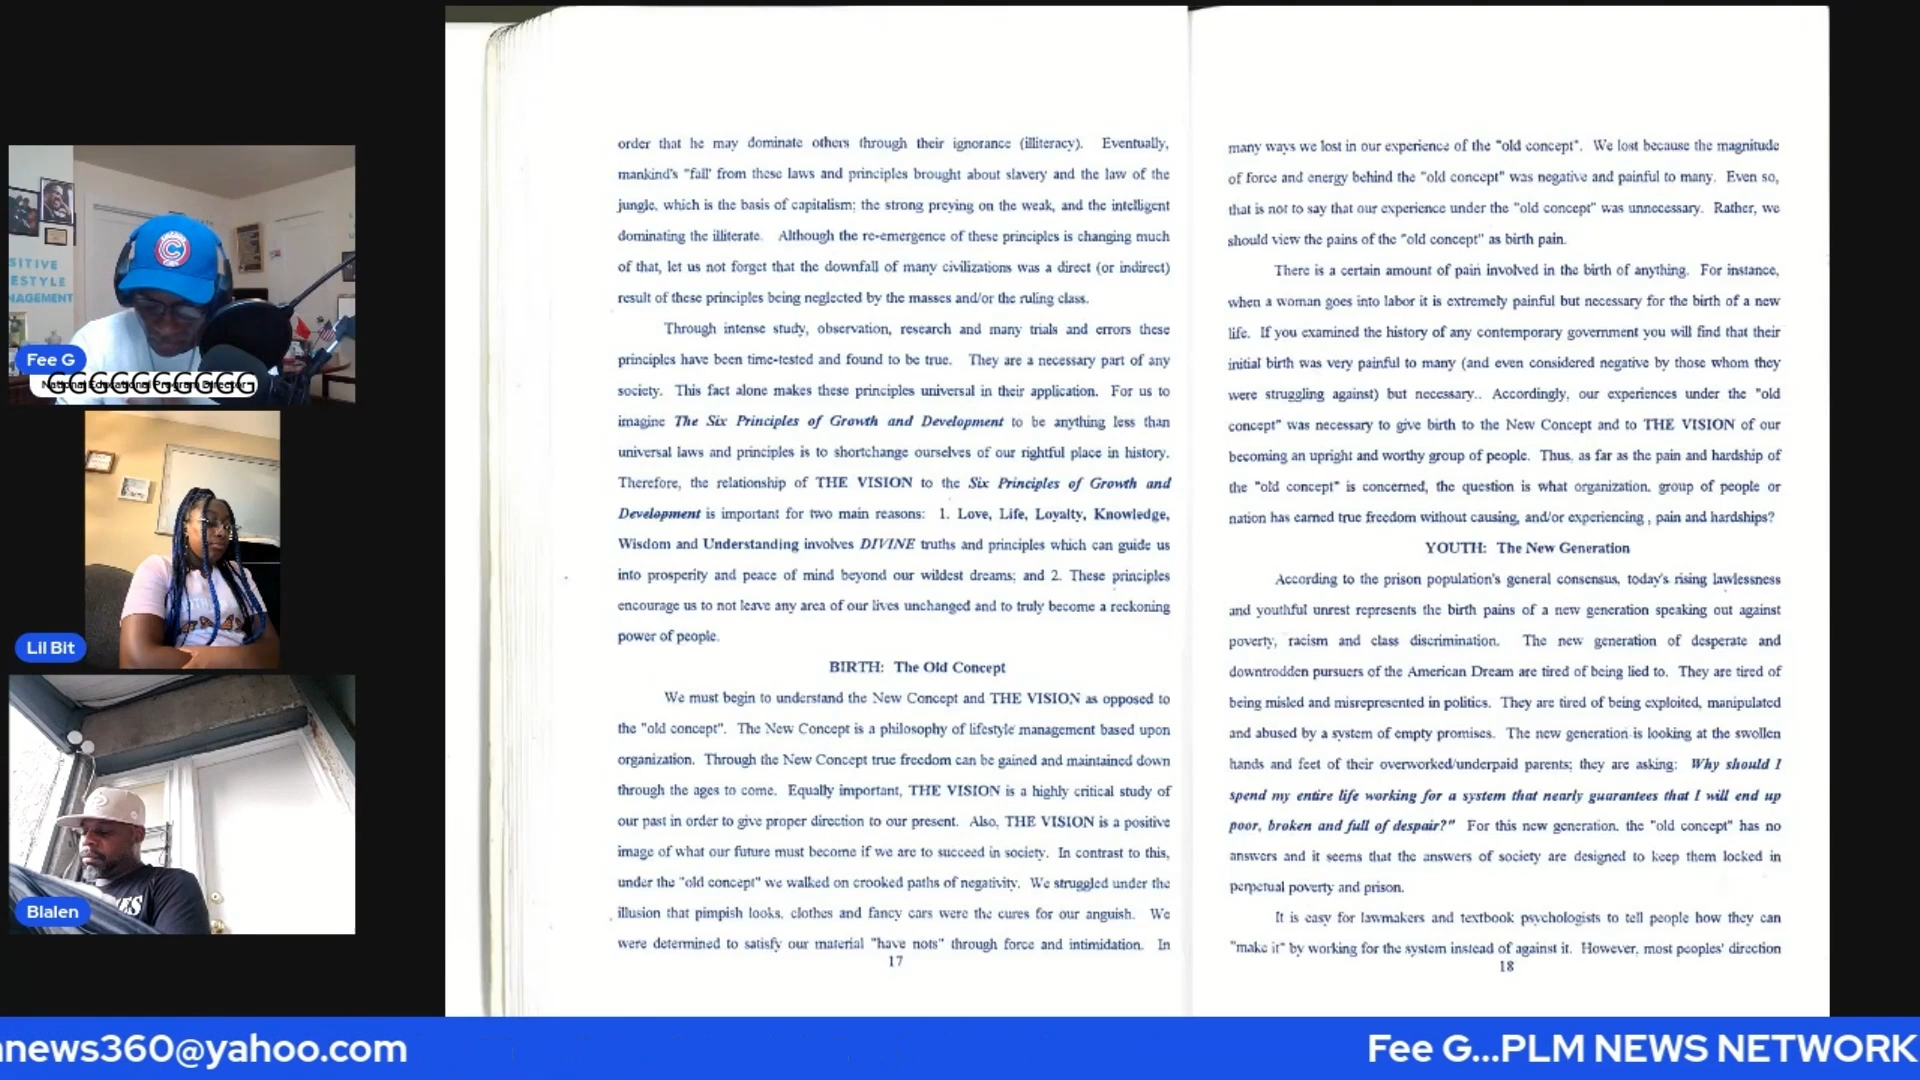 SITIVE
ESTYLE
NAGEMENT
Fee G
National Educational Program Director
GGGGGGGGGG
Lil Bit
Blalen
order that he may dominate others through their ignorance (illiteracy). Eventually,
mankind's "fall' from these laws and principles brought about slavery and the law of the
jungle, which is the basis of capitalism; the strong preying on the weak, and the intelligent
dominating the illiterate. Although the re-emergence of these principles is changing much
of that, let us not forget that the downfall of many civilizations was a direct (or indirect)
result of these principles being neglected by the masses and/or the ruling class.
Through intense study, observation, research and many trials and errors these
principles have been time-tested and found to be true. They are a necessary part of any
society. This fact alone makes these principles universal in their application. For us to
imagine The Six Principles of Growth and Development to be anything less than
universal laws and principles is to shortchange ourselves of our rightful place in history.
Therefore, the relationship of THE VISION to the Six Principles of Growth and
Development is important for two main reasons: 1. Love, Life, Loyalty, Knowledge,
Wisdom and Understanding involves DIVINE truths and principles which can guide us
into prosperity and peace of mind beyond our wildest dreams; and 2. These principles
encourage us to not leave any area of our lives unchanged and to truly become a reckoning
power of people.
BIRTH: The Old Concept
We must begin to understand the New Concept and THE VISION as opposed to
the "old concept". The New Concept is a philosophy of lifestyle management based upon
organization. Through the New Concept true freedom can be gained and maintained down
through the ages to come. Equally important, THE VISION is a highly critical study of
our past in order to give proper direction to our present. Also, THE VISION is a positive
image of what our future must become if we are to succeed in society. In contrast to this,
under the "old concept" we walked on crooked paths of negativity. We struggled under the
illusion that pimpish looks, clothes and fancy cars were the cures for our anguish. We
were determined to satisfy our material "have nots" through force and intimidation. In
17
many ways we lost in our experience of the "old concept". We lost because the magnitude
of force and energy behind the "old concept" was negative and painful to many. Even so,
that is not to say that our experience under the "old concept" was unnecessary. Rather, we
should view the pains of the "old concept" as birth pain.
There is a certain amount of pain involved in the birth of anything. For instance,
when a woman goes into labor it is extremely painful but necessary for the birth of a new
life. If you examined the history of any contemporary government you will find that their
initial birth was very painful to many (and even considered negative by those whom they
were struggling against) but necessary.. Accordingly, our experiences under the "old
concept" was necessary to give birth to the New Concept and to THE VISION of our
becoming an upright and worthy group of people. Thus, as far as the pain and hardship of
the "old concept" is concerned, the question is what organization, group of people or
nation has earned true freedom without causing, and/or experiencing , pain and hardships?
YOUTH: The New Generation
According to the prison population's general consensus, today's rising lawlessness
and youthful unrest represents the birth pains of a new generation speaking out against
poverty, racism and class discrimination. The new generation of desperate and
downtrodden pursuers of the American Dream are tired of being lied to. They are tired of
being misled and misrepresented in politics. They are tired of being exploited, manipulated
and abused by a system of empty promises. The new generation is looking at the swollen
hands and feet of their overworked/underpaid parents; they are asking: Why should I
spend my entire life working for a system that nearly guarantees that I will end up
poor, broken and full of despair?" For this new generation, the "old concept" has no
answers and it seems that the answers of society are designed to keep them locked in
perpetual poverty and prison.
It is easy for lawmakers and textbook psychologists to tell people how they can
"make it" by working for the system instead of against it. However, most peoples' direction
18
news360@yahoo.com
Fee G...PLM NEWS NETWORK